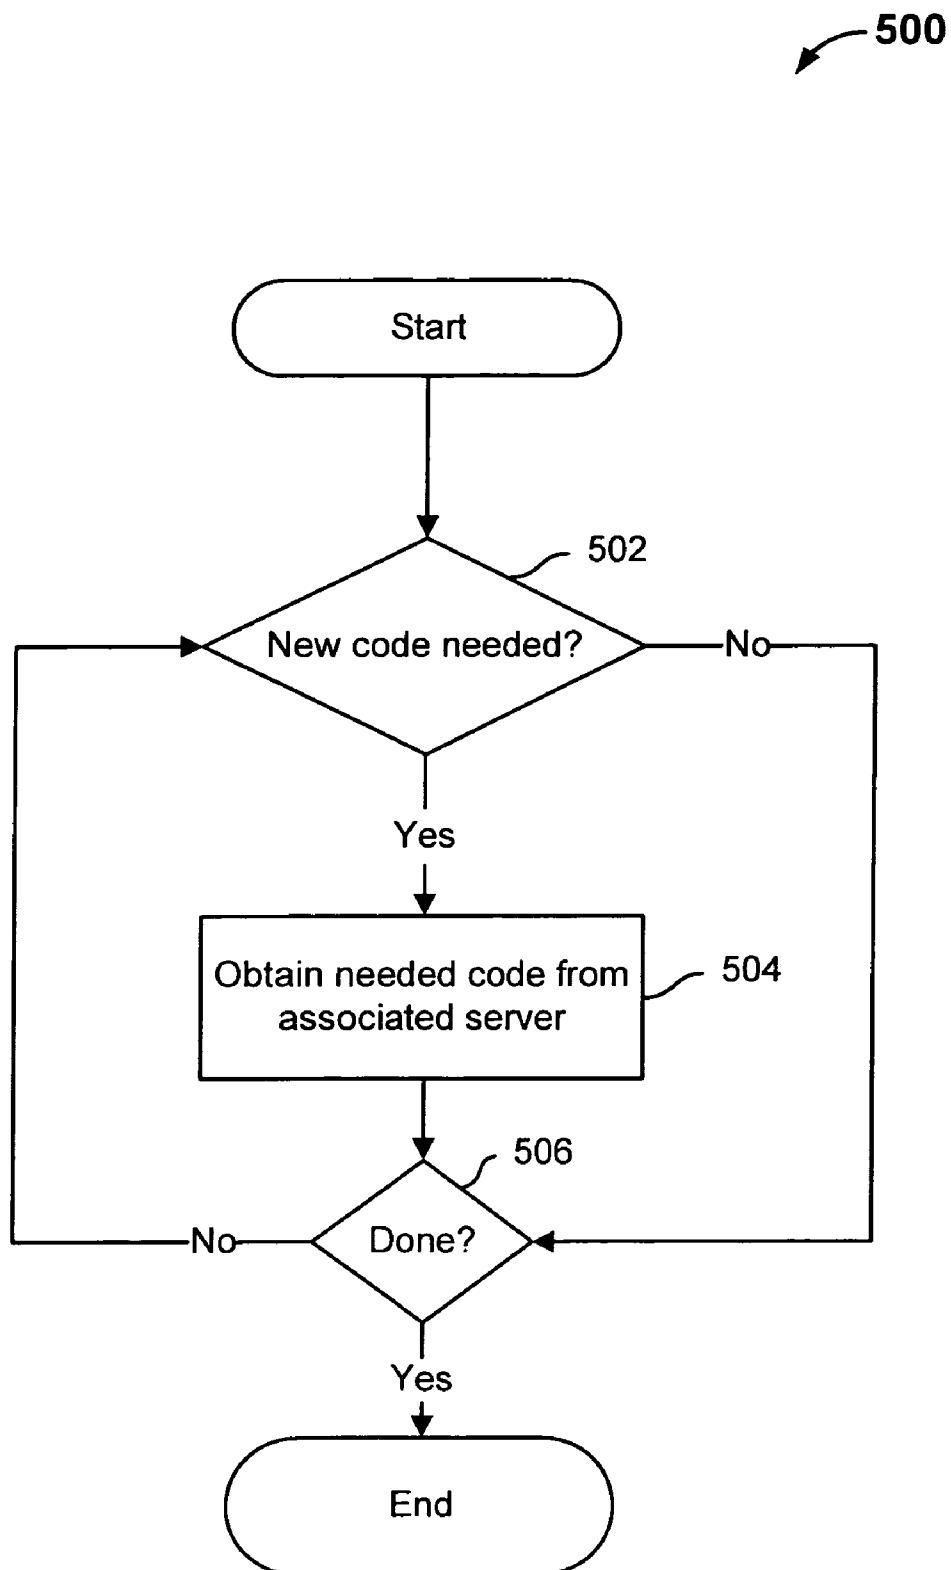 500
Start
502
New code needed?
No
Yes
Obtain needed code from
associated server
504
506
Done?
No
Yes
End